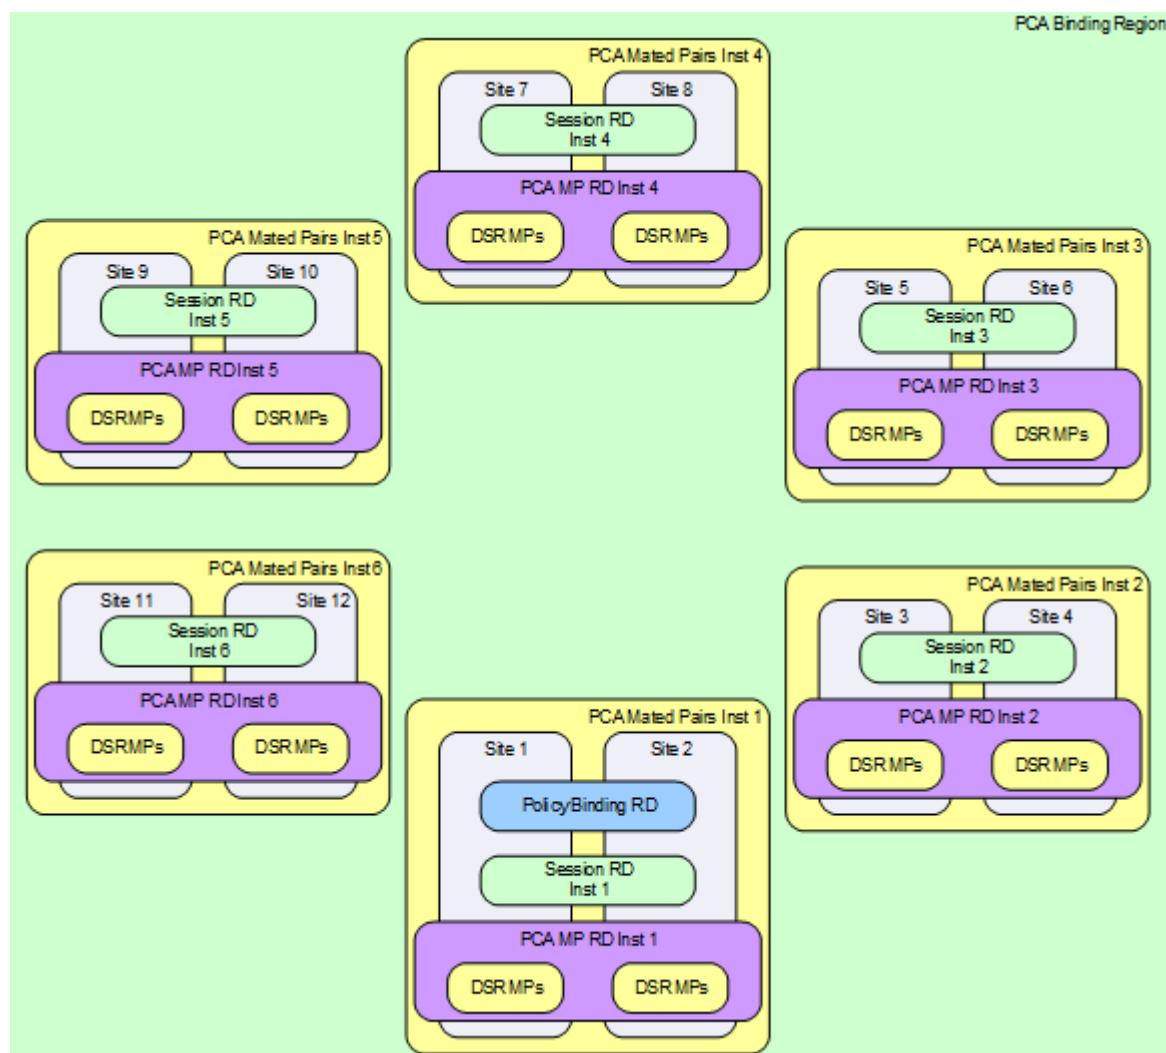 PCA Binding Region
PCA Mated Pairs Inst 4
Site 7
Site 8
Session RD
Inst 4
PCA MP RD Inst 4
DSR MPs
DSR MPs
PCA Mated Pairs Inst 5
Site 9
Site 10
Session RD
Inst 5
PCA MP RD Inst 5
DSR MPs
DSR MPs
PCA Mated Pairs Inst 3
Site 5
Site 6
Session RD
Inst 3
PCA MP RD Inst 3
DSR MPs
DSR MPs
PCA Mated Pairs Inst 6
Site 11
Site 12
Session RD
Inst 6
PCA MP RD Inst 6
DSR MPs
DSR MPs
PCA Mated Pairs Inst 2
Site 3
Site 4
Session RD
Inst 2
PCA MP RD Inst 2
DSR MPs
DSR MPs
PCA Mated Pairs Inst 1
Site 1
Site 2
Policy Binding RD
Session RD
Inst 1
PCA MP RD Inst 1
DSR MPs
DSR MPs